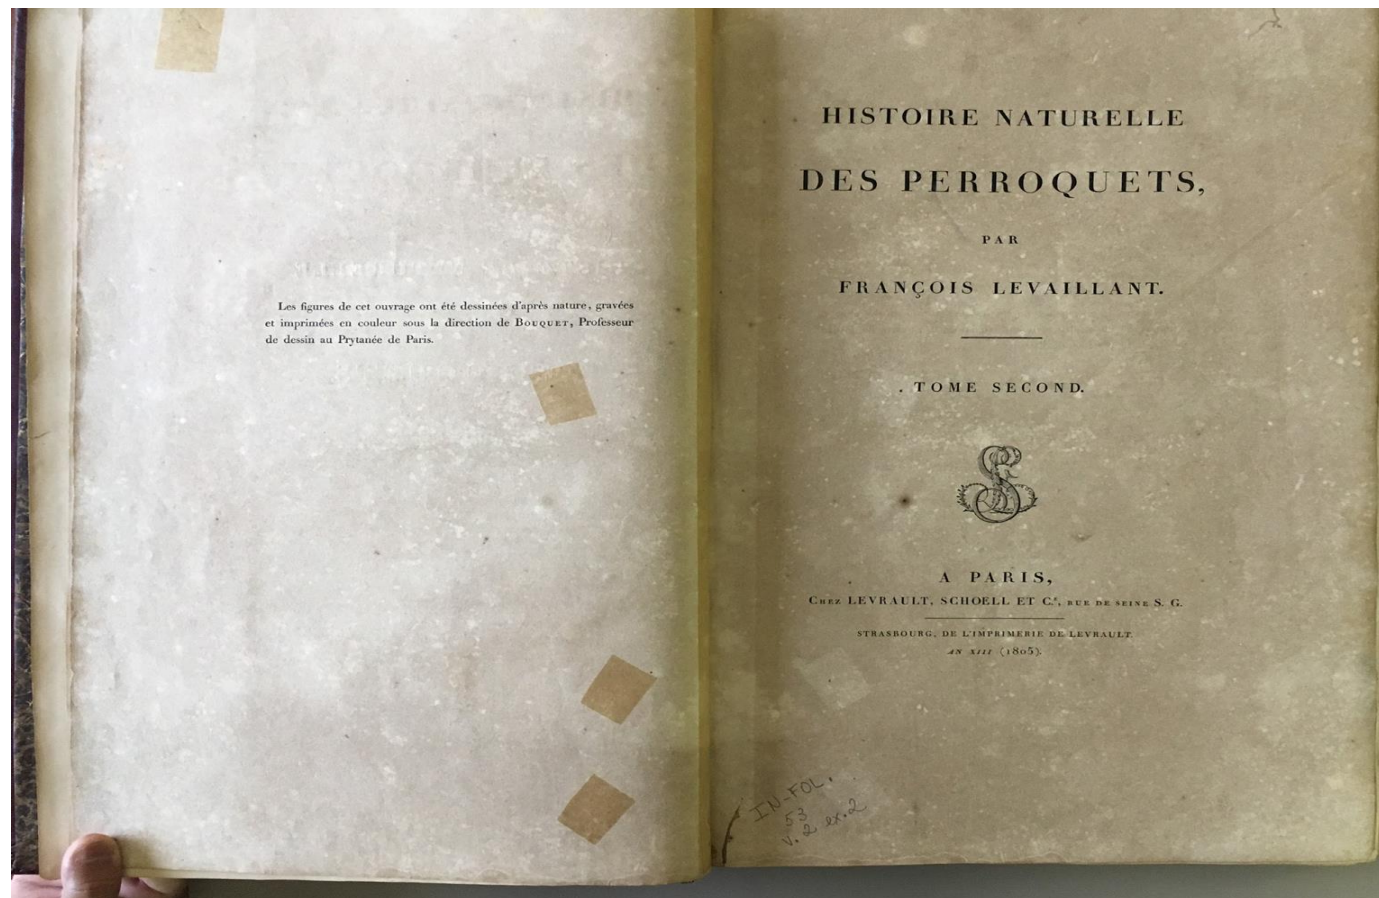 Les figures de cet ouvrage ont été dessinées d'après nature, gravées
et imprimées en couleur sous la direction de BOUQUET, Professeur
de dessin au Prytanée de Paris.
HISTOIRE NATURELLE
DES PERROQUETS,
PAR
FRANÇOIS LEVAILLANT.
TOME SECOND.
A PARIS,
CHEZ LEVRAULT, SCHOELL ET C.e, RUE DE SEINE S. G.
STRASBOURG, DE L'IMPRIMERIE DE LEVRAULT.
AN XIII (1805).
IN-FOL.
53
v. 2 ex. 2